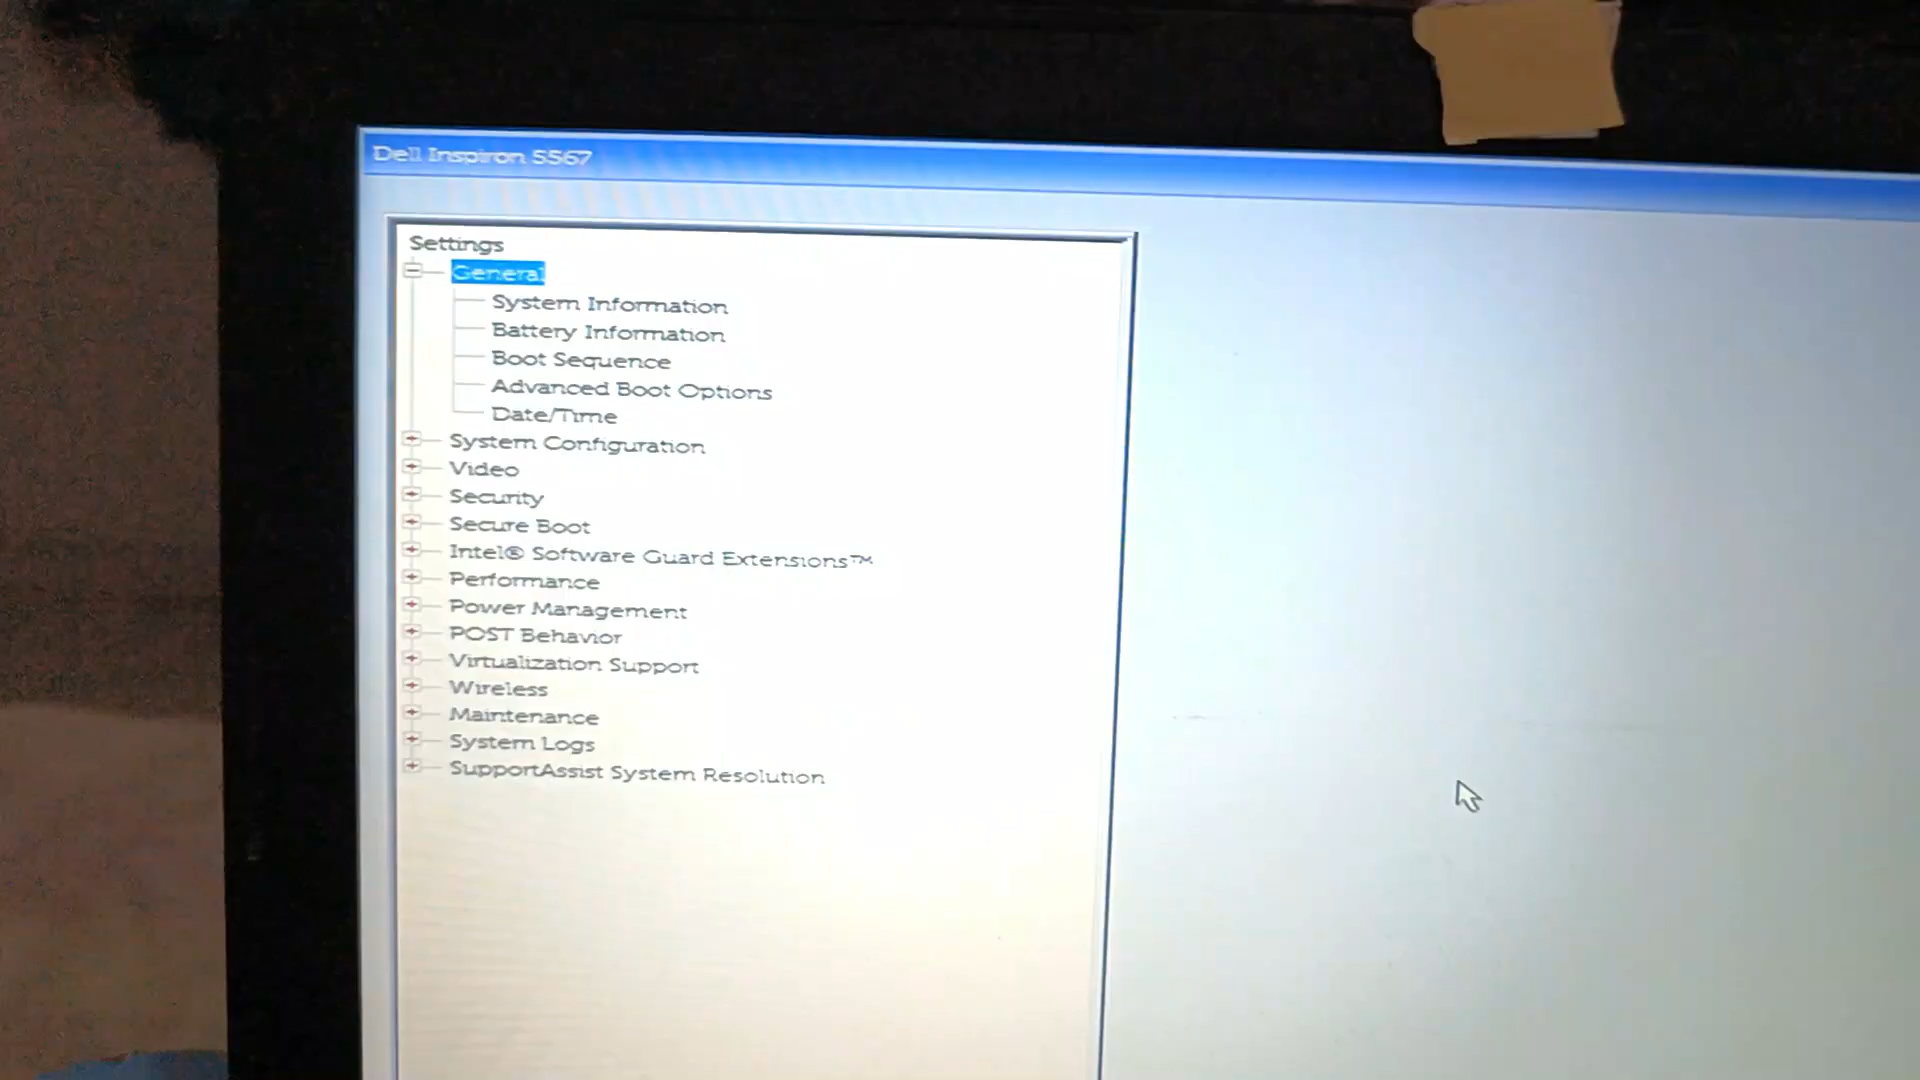 Dell Inspiron 5567
Settings
General
System Information
Battery Information
Boot Sequence
Advanced Boot Options
Date/Time
System Configuration
Video
Security
Secure Boot
Intel® Software Guard Extensions™
Performance
Power Management
POST Behavior
Virtualization Support
Wireless
Maintenance
System Logs
SupportAssist System Resolution